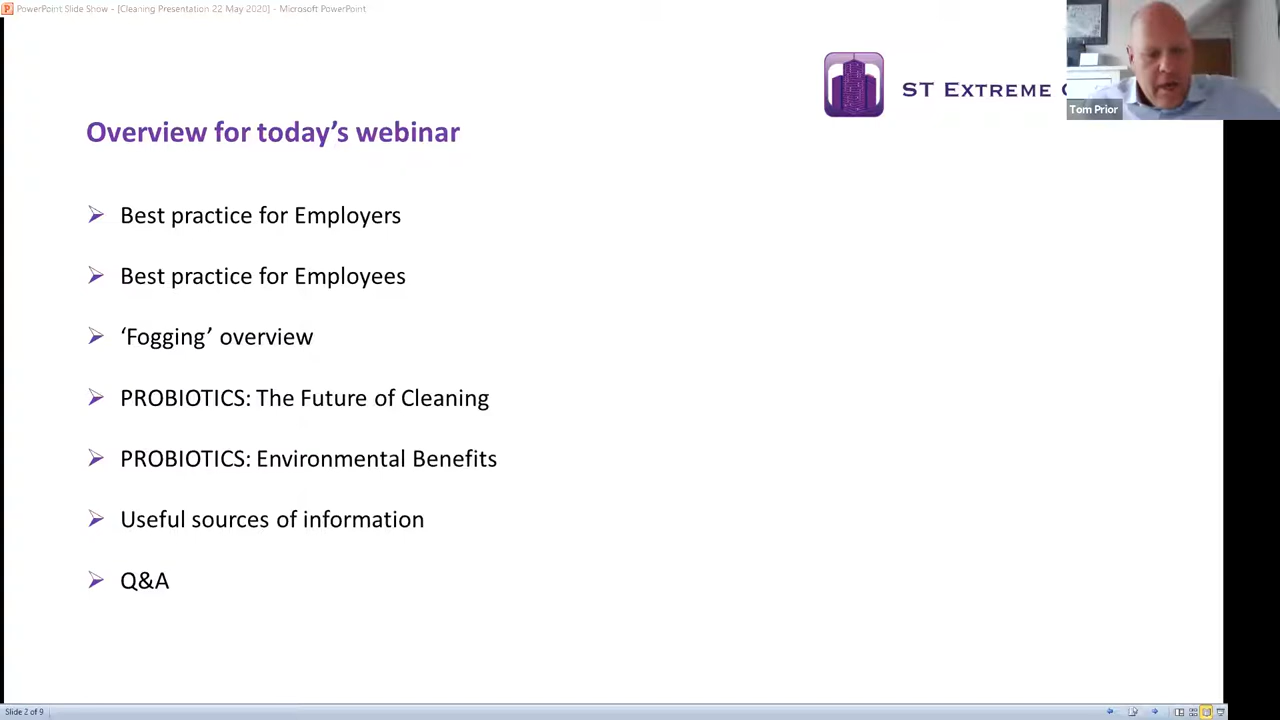 PowerPoint Slide Show - [Cleaning Presentation 22 May 2020] - Microsoft PowerPoint
ST EXTREME
Tom Prior
Overview for today’s webinar
Best practice for Employers
Best practice for Employees
‘Fogging’ overview
PROBIOTICS: The Future of Cleaning
PROBIOTICS: Environmental Benefits
Useful sources of information
Q&A
Slide 2 of 9